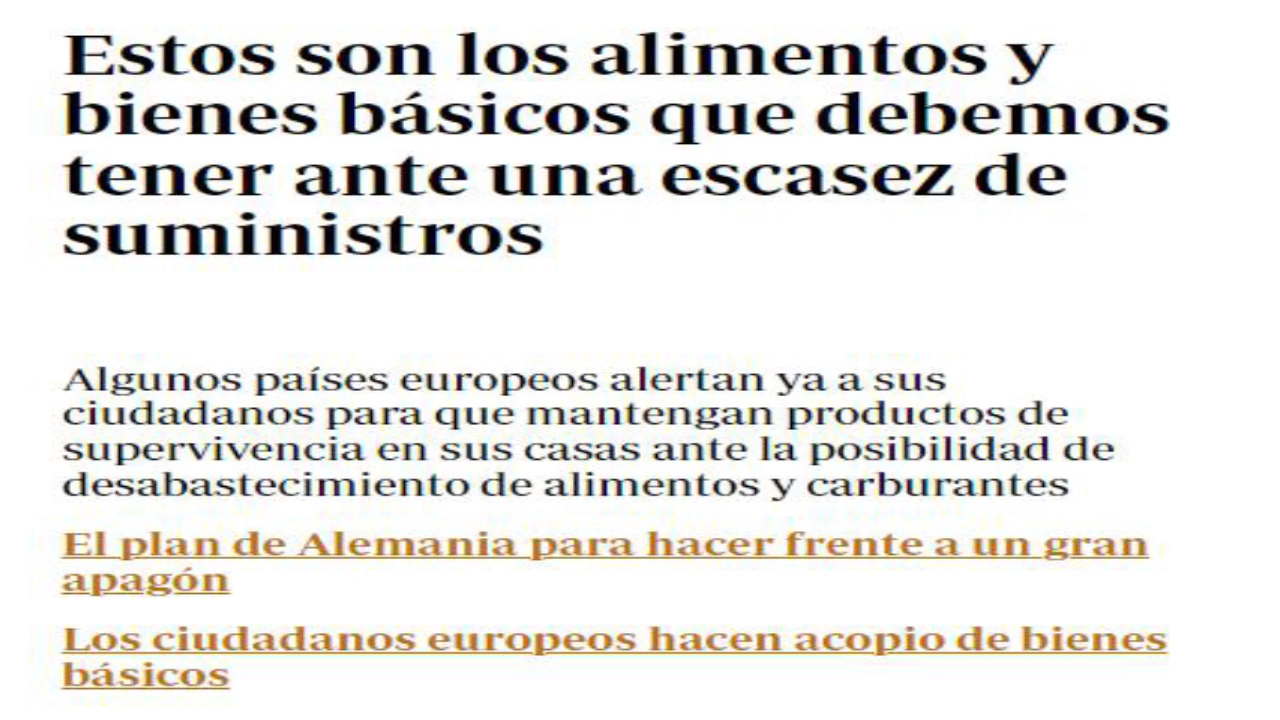 Estos son los alimentos y
bienes básicos que debemos
tener ante una escasez de
suministros
Algunos países europeos alertan ya a sus
ciudadanos para que mantengan productos de
supervivencia en sus casas ante la posibilidad de
desabastecimiento de alimentos y carburantes
El plan de Alemania para hacer frente a un gran
apagón
Los ciudadanos europeos hacen acopio de bienes
básicos